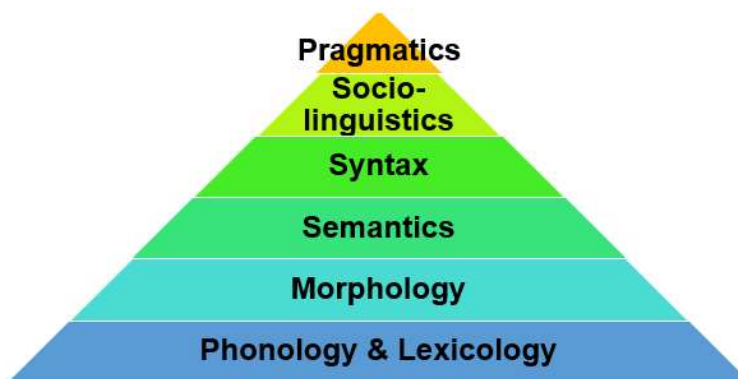 Pragmatics
Socio-
linguistics
Syntax
Semantics
Morphology
Phonology & Lexicology